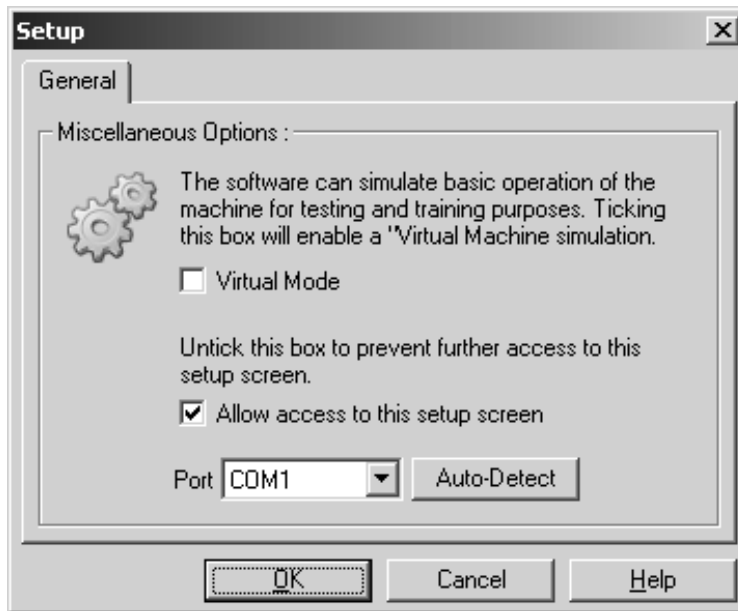 Setup
General
Miscellaneous Options :
The software can simulate basic operation of the
machine for testing and training purposes. Ticking
this box will enable a "Virtual Machine simulation.
Virtual Mode
Untick this box to prevent further access to this
setup screen.
Allow access to this setup screen
Port COM1 Auto-Detect
OK Cancel Help